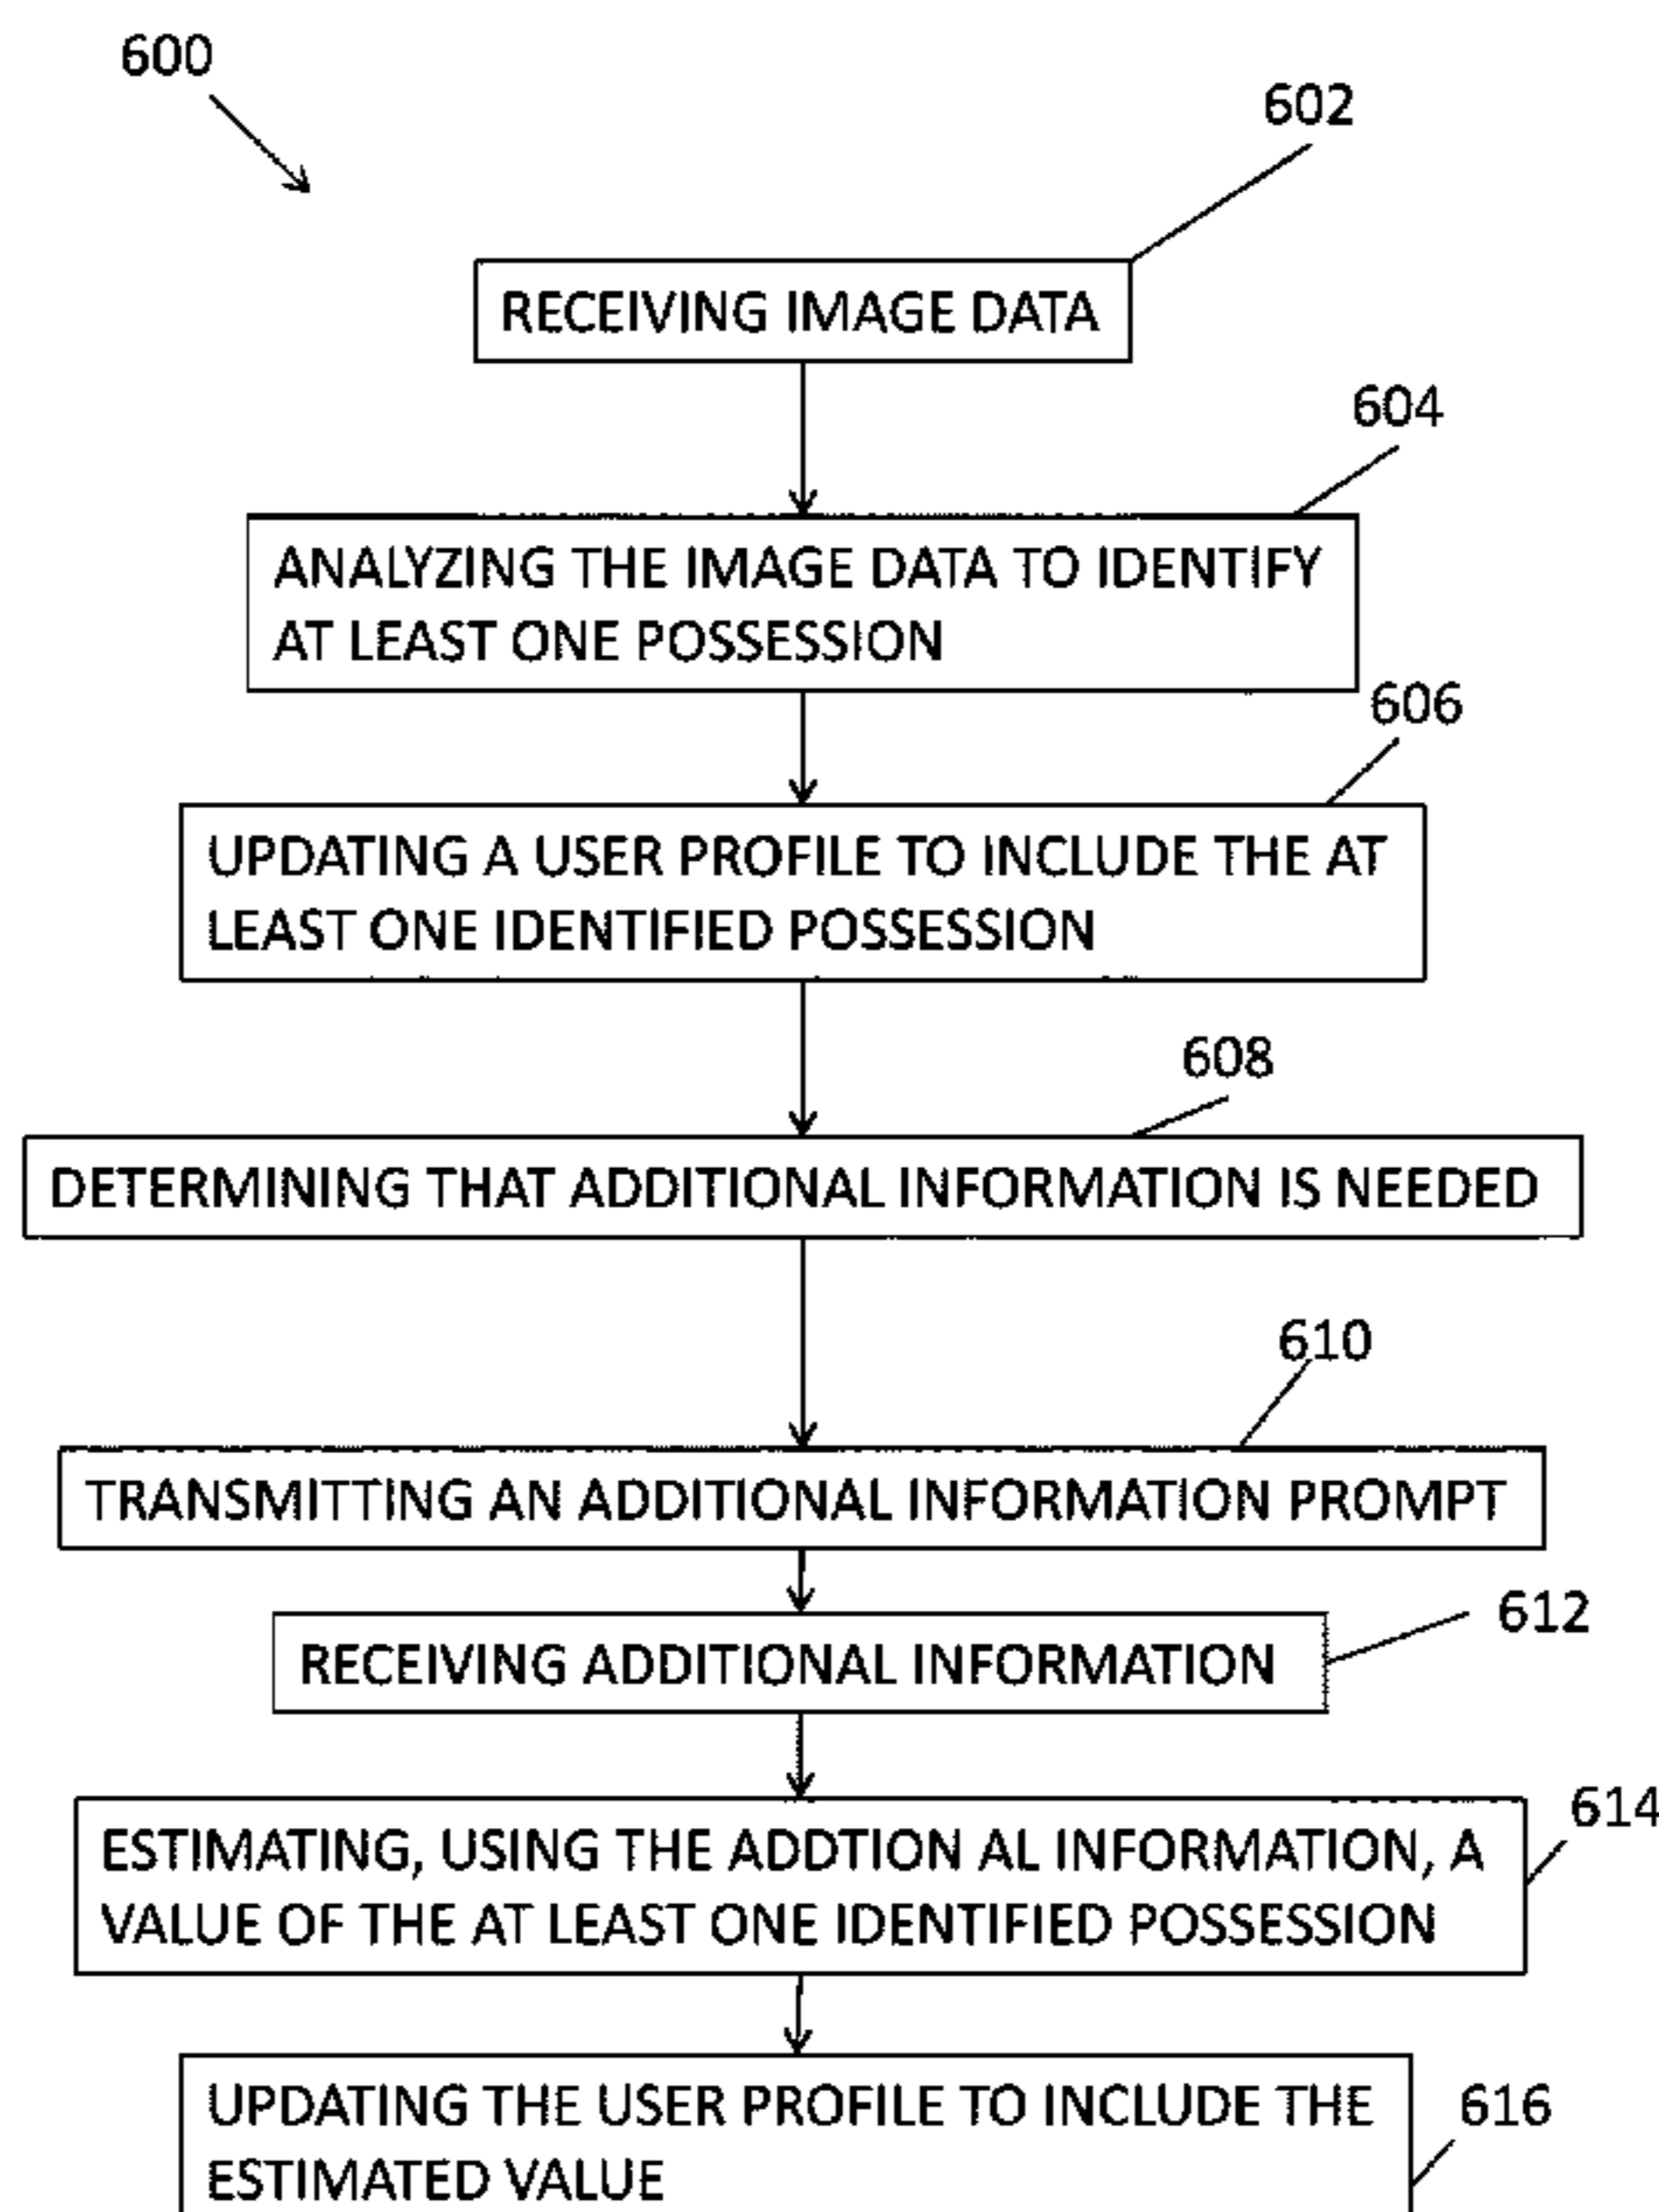 600
602
RECEIVING IMAGE DATA
604
ANALYZING THE IMAGE DATA TO IDENTIFY
AT LEAST ONE POSSESSION
606
UPDATING A USER PROFILE TO INCLUDE THE AT
LEAST ONE IDENTIFIED POSSESSION
608
DETERMINING THAT ADDITIONAL INFORMATION IS NEEDED
610
TRANSMITTING AN ADDITIONAL INFORMATION PROMPT
612
RECEIVING ADDITIONAL INFORMATION
614
ESTIMATING, USING THE ADDTION AL INFORMATION, A
VALUE OF THE AT LEAST ONE IDENTIFIED POSSESSION
616
UPDATING THE USER PROFILE TO INCLUDE THE
ESTIMATED VALUE